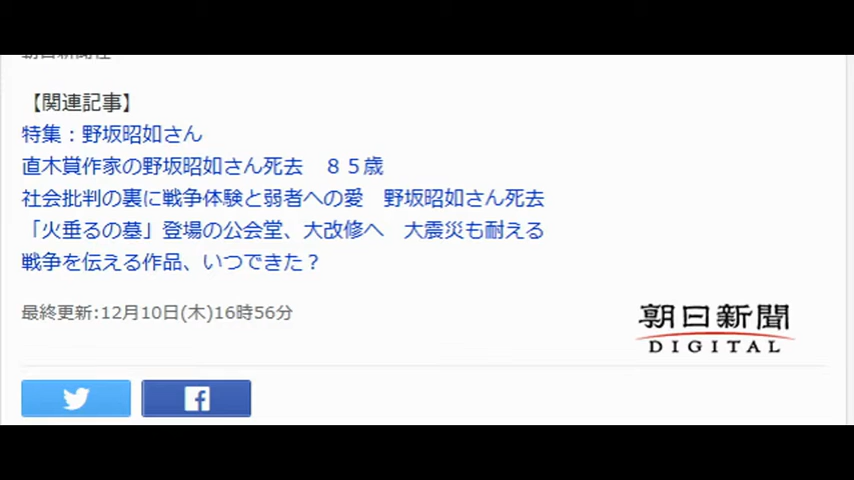 【関連記事】
特集：野坂昭如さん
直木賞作家の野坂昭如さん死去　８５歳
社会批判の裏に戦争体験と弱者への愛　野坂昭如さん死去
「火垂るの墓」登場の公会堂、大改修へ　大震災も耐える
戦争を伝える作品、いつできた？
最終更新:12月10日(木)16時56分
朝日新聞
DIGITAL